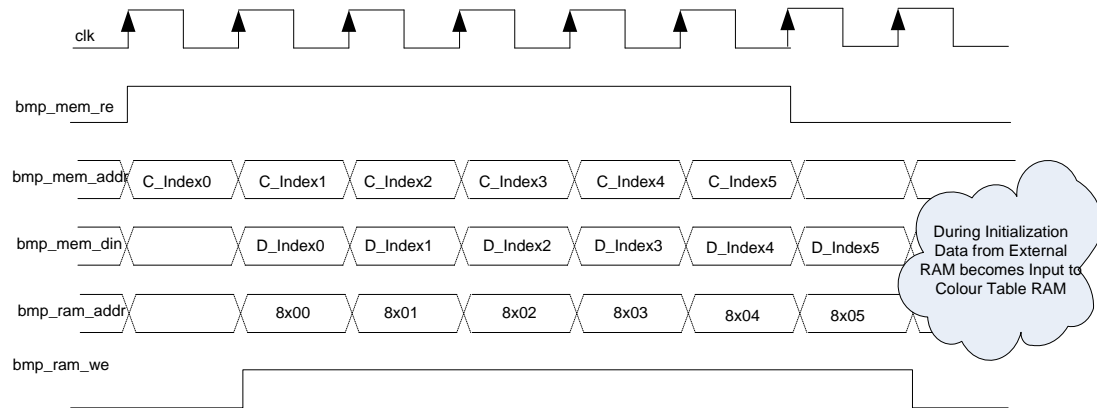 clk
bmp_mem_re
bmp_mem_addr C_Index0 C_Index1 C_Index2 C_Index3 C_Index4 C_Index5
bmp_mem_din D_Index0 D_Index1 D_Index2 D_Index3 D_Index4 D_Index5
bmp_ram_addr 8x00 8x01 8x02 8x03 8x04 8x05
bmp_ram_we
During Initialization
Data from External
RAM becomes Input to
Colour Table RAM